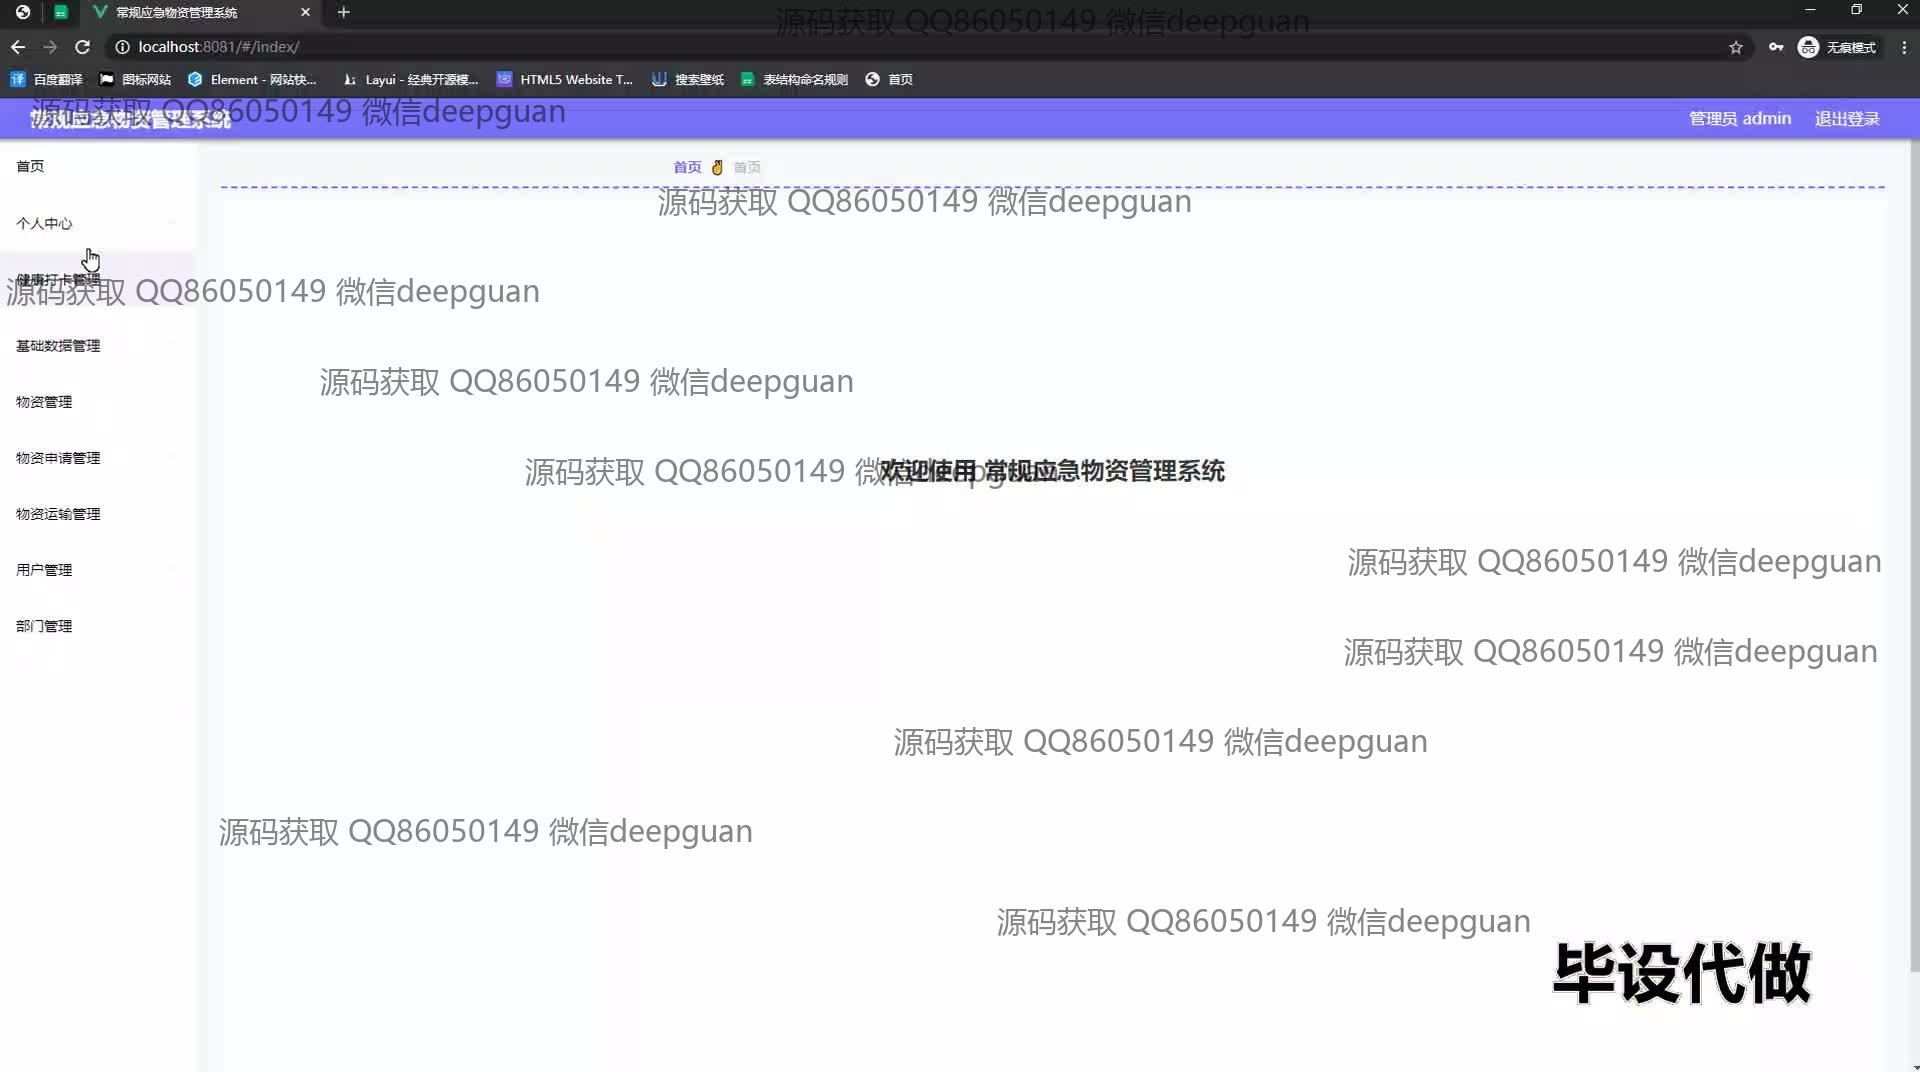 常规应急物资管理系统
源码获取 QQ86050149 微信deepguan
localhost:8081/#/index/
无痕模式
百度翻译 图标网站 Element - 网站快... Layui - 经典开源模... HTML5 Website T... 搜索壁纸 表结构命名规则 首页
源码获取 QQ86050149 微信deepguan
常规应急物资管理系统
管理员 admin 退出登录
首页
首页 首页
源码获取 QQ86050149 微信deepguan
个人中心
健康打卡管理
源码获取 QQ86050149 微信deepguan
基础数据管理
源码获取 QQ86050149 微信deepguan
物资管理
物资申请管理
源码获取 QQ86050149 微信deepguan
欢迎使用 常规应急物资管理系统
物资运输管理
源码获取 QQ86050149 微信deepguan
用户管理
部门管理
源码获取 QQ86050149 微信deepguan
源码获取 QQ86050149 微信deepguan
源码获取 QQ86050149 微信deepguan
源码获取 QQ86050149 微信deepguan
毕设代做